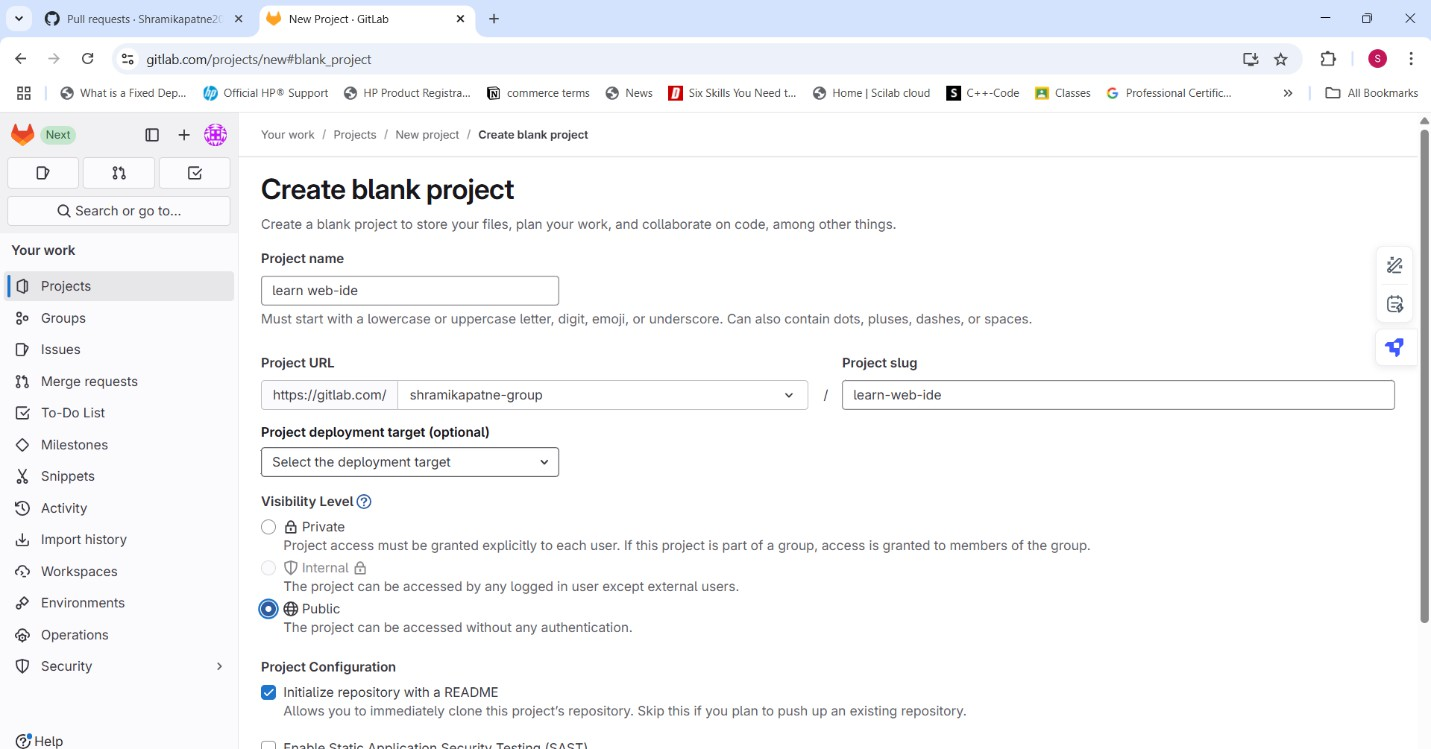 Pull requests · Shramikapatne20
New Project · GitLab
gitlab.com/projects/new#blank_project
S
What is a Fixed Dep...
Official HP® Support
HP Product Registra...
commerce terms
News
Six Skills You Need t...
Home | Scilab cloud
S C++-Code
Classes
Professional Certific...
»
All Bookmarks
Next
Your work / Projects / New project / Create blank project
Search or go to...
Your work
Projects
Groups
Issues
Merge requests
To-Do List
Milestones
Snippets
Activity
Import history
Workspaces
Environments
Operations
Security
Help
Create blank project
Create a blank project to store your files, plan your work, and collaborate on code, among other things.
Project name
learn web-ide
Must start with a lowercase or uppercase letter, digit, emoji, or underscore. Can also contain dots, pluses, dashes, or spaces.
Project URL
Project slug
https://gitlab.com/ shramikapatne-group / learn-web-ide
Project deployment target (optional)
Select the deployment target
Visibility Level
Private
Project access must be granted explicitly to each user. If this project is part of a group, access is granted to members of the group.
Internal
The project can be accessed by any logged in user except external users.
Public
The project can be accessed without any authentication.
Project Configuration
Initialize repository with a README
Allows you to immediately clone this project's repository. Skip this if you plan to push up an existing repository.
Enable Static Application Security Testing (SAST)